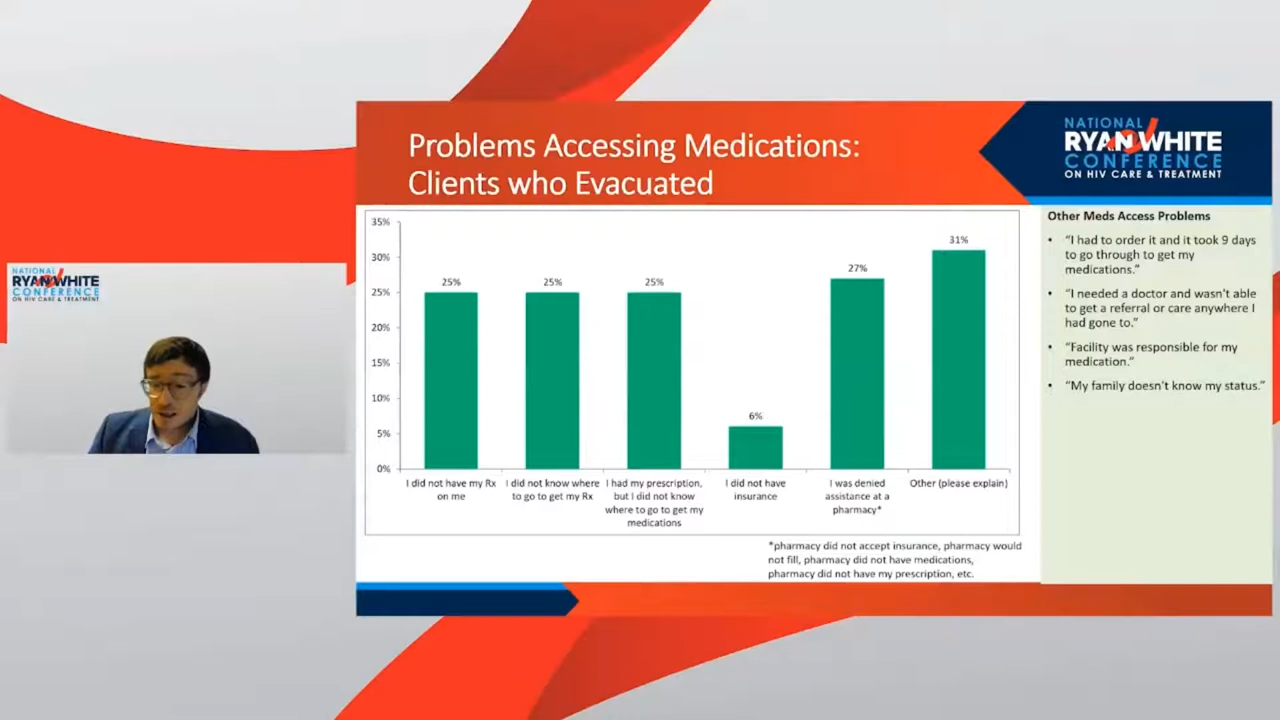 NATIONAL
RYAN WHITE
CONFERENCE
ON HIV CARE & TREATMENT
Problems Accessing Medications:
Clients who Evacuated
NATIONAL
RYAN WHITE
CONFERENCE
ON HIV CARE & TREATMENT
35%
30%
25%
20%
15%
10%
5%
0%
25%
25%
25%
6%
27%
31%
I did not have my Rx
on me
I did not know where
to go to get my Rx
I had my prescription,
but I did not know
where to go to get my
medications
I did not have
insurance
I was denied
assistance at a
pharmacy*
Other (please explain)
*pharmacy did not accept insurance, pharmacy would
not fill, pharmacy did not have medications,
pharmacy did not have my prescription, etc.
Other Meds Access Problems
• “I had to order it and it took 9 days
to go through to get my
medications.”
• “I needed a doctor and wasn’t able
to get a referral or care anywhere I
had gone to.”
• “Facility was responsible for my
medication.”
• “My family doesn’t know my status.”